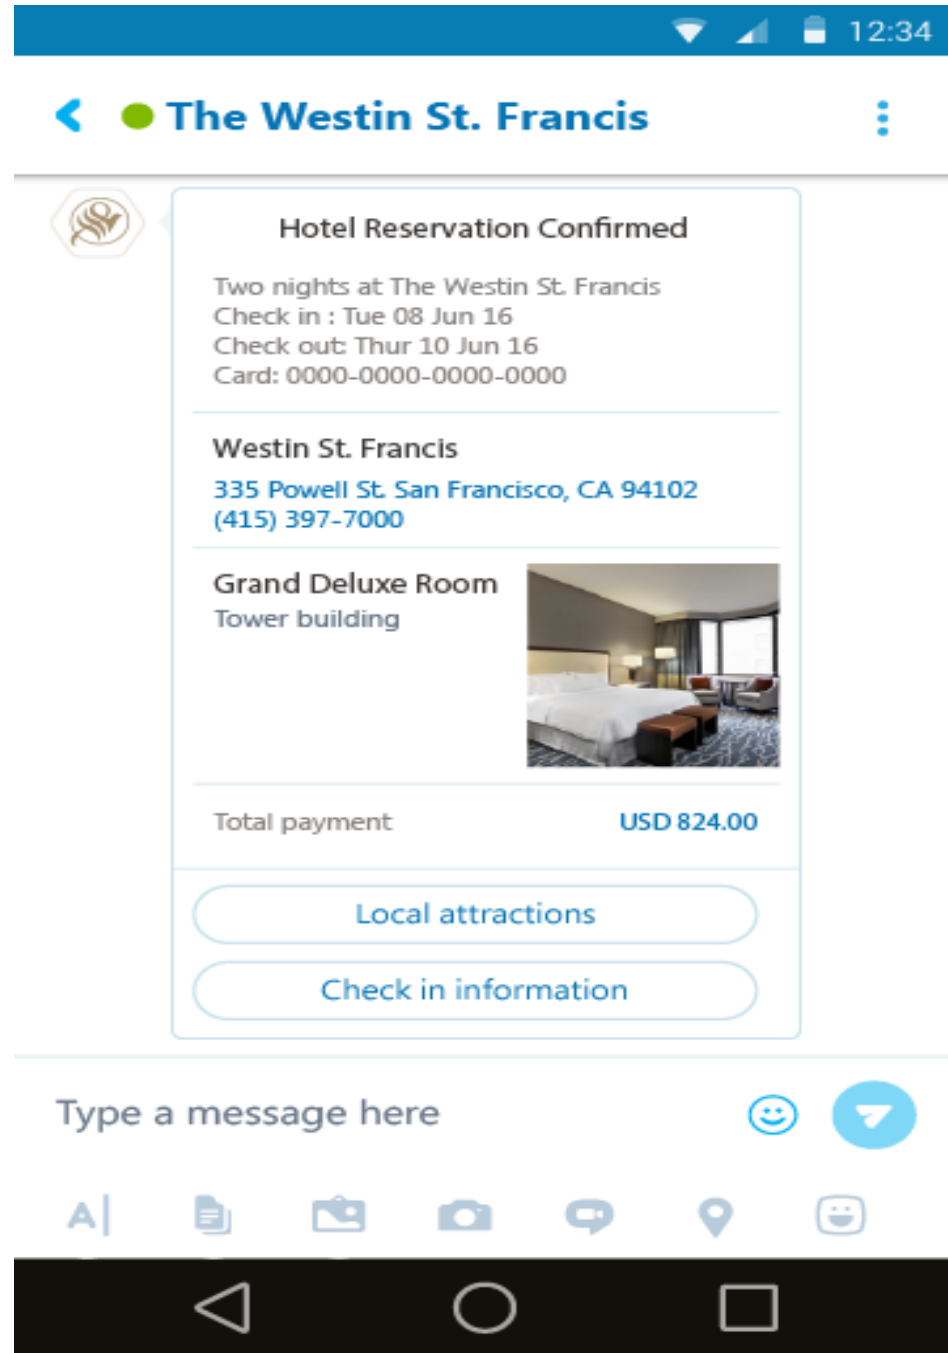 12:34
The Westin St. Francis
Hotel Reservation Confirmed
Two nights at The Westin St. Francis
Check in : Tue 08 Jun 16
Check out: Thur 10 Jun 16
Card: 0000-0000-0000-0000
Westin St. Francis
335 Powell St. San Francisco, CA 94102
(415) 397-7000
Grand Deluxe Room
Tower building
Total payment USD 824.00
Local attractions
Check in information
Type a message here
A|